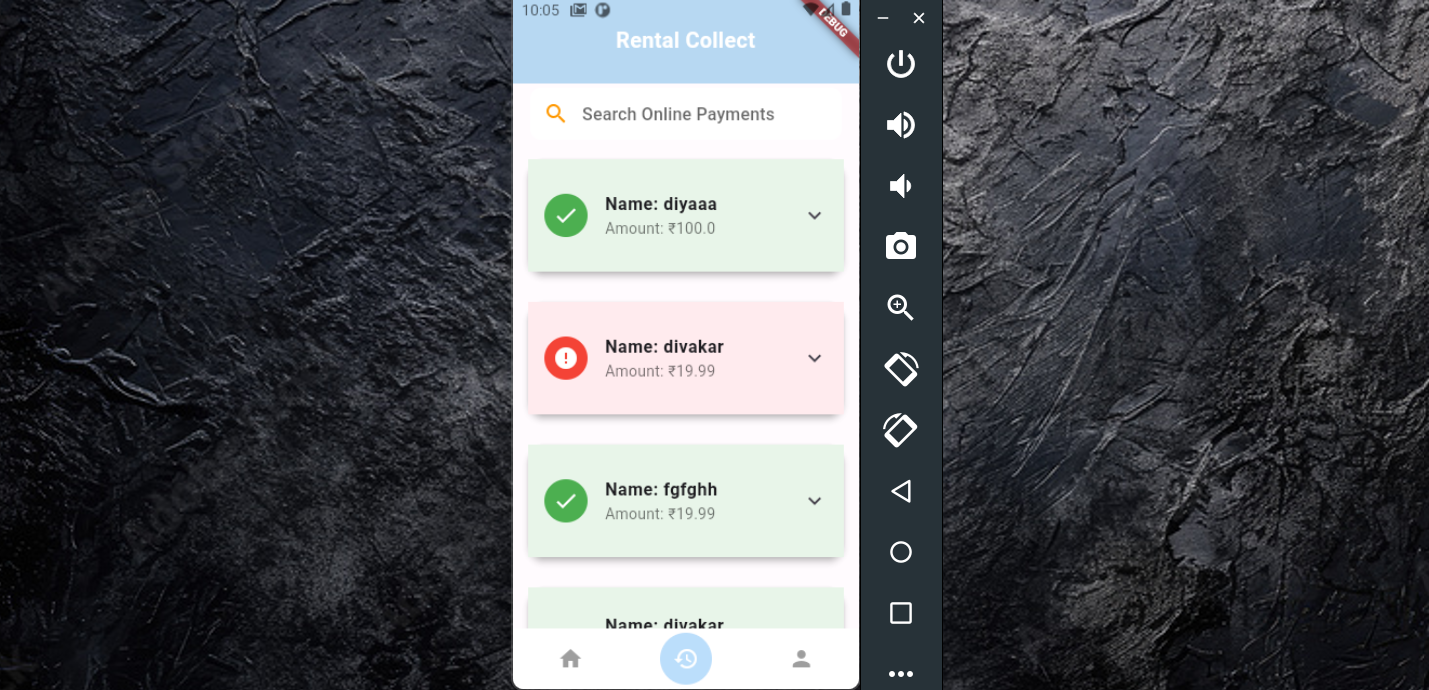 10:05
Rental Collect
Search Online Payments
Name: diyaaa
Amount: ₹100.0
Name: divakar
Amount: ₹19.99
Name: fgfghh
Amount: ₹19.99
Name: divakar